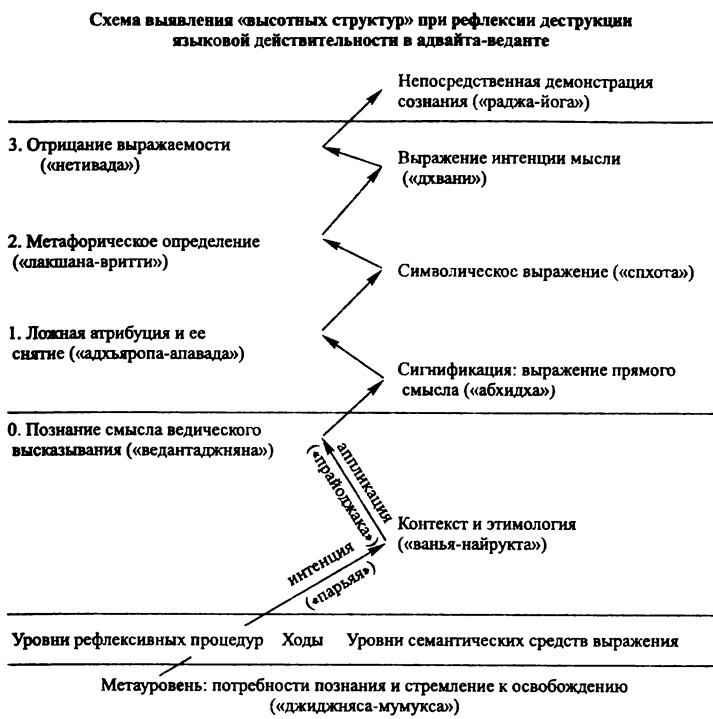 Схема выявления «высотных структур» при рефлексии деструкции
языковой действительности в адвайта-веданте
Непосредственная демонстрация
сознания («раджа-йога»)
3. Отрицание выражаемости
(«нетивада»)
Выражение интенции мысли
(«дхвани»)
2. Метафорическое определение
(«лакшана-вритти»)
Символическое выражение («спхота»)
1. Ложная атрибуция и ее
снятие («адхъяропа-апавада»)
Сигнификация: выражение прямого
смысла («абхидха»)
0. Познание смысла ведического
высказывания («ведантаджняна»)
аппликация
(«прайоджака»)
Контекст и этимология
(«ванья-найрукта»)
интенция
(«парьяя»)
Уровни рефлексивных процедур Ходы Уровни семантических средств выражения
Метауровень: потребности познания и стремление к освобождению
(«джиджняса-мумукса»)